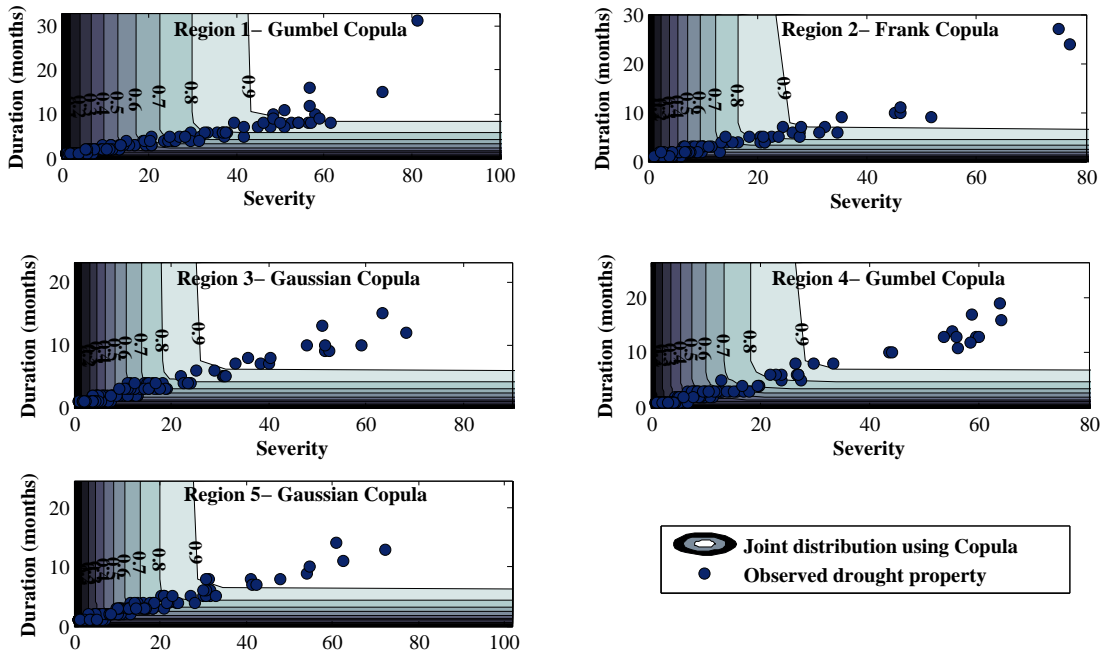 Region 1– Gumbel Copula
Duration (months)
30
20
10
0
0.5
0.6
0.7
0.8
0.9
0 20 40 60 80 100
Severity
Region 2– Frank Copula
Duration (months)
30
20
10
0
0.6
0.7
0.8
0.9
0 20 40 60 80
Severity
Region 3– Gaussian Copula
Duration (months)
20
10
0
0.6
0.7
0.8
0.9
0 20 40 60 80
Severity
Region 4– Gumbel Copula
Duration (months)
20
10
0
0.6
0.7
0.8
0.9
0 20 40 60 80
Severity
Region 5– Gaussian Copula
Duration (months)
20
10
0
0.6
0.7
0.8
0.9
0 20 40 60 80 100
Joint distribution using Copula
Observed drought property